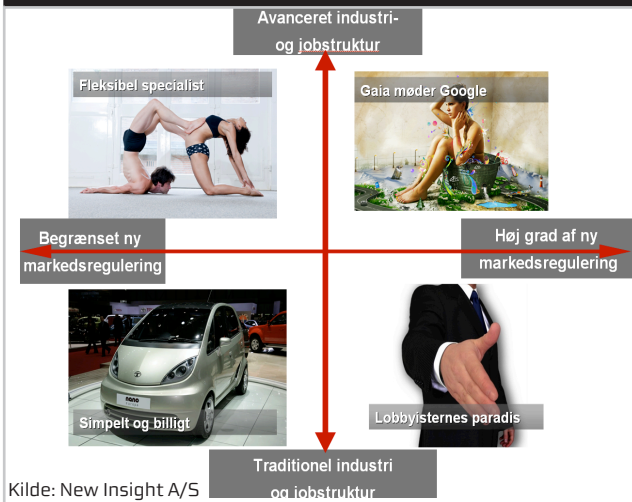 Avanceret industri-
og jobstruktur
Fleksibel specialist
Gaia møder Google
Begrænset ny
markedsregulering
Høj grad af ny
markedsregulering
nano
Simpelt og billigt
Lobbyisternes paradis
Traditionel industri
og jobstruktur
Kilde: New Insight A/S